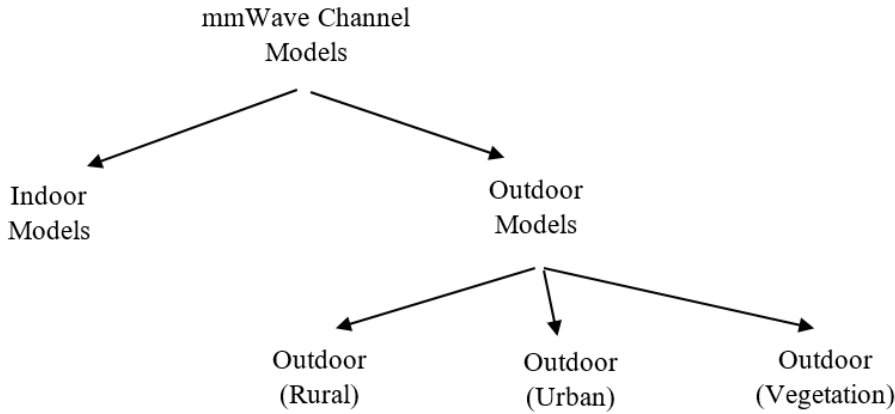 mmWave Channel
Models
Indoor
Models
Outdoor
Models
Outdoor
(Rural)
Outdoor
(Urban)
Outdoor
(Vegetation)